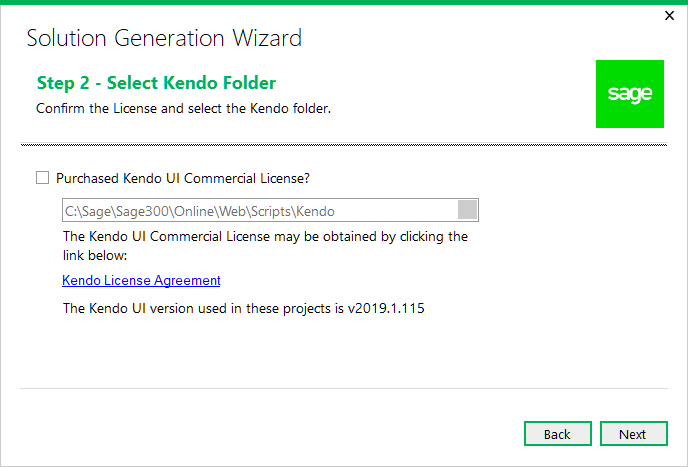 Solution Generation Wizard
Step 2 - Select Kendo Folder
Confirm the License and select the Kendo folder.
sage
Purchased Kendo UI Commercial License?
C:\Sage\Sage300\Online\Web\Scripts\Kendo
The Kendo UI Commercial License may be obtained by clicking the
link below:
Kendo License Agreement
The Kendo UI version used in these projects is v2019.1.115
Back
Next